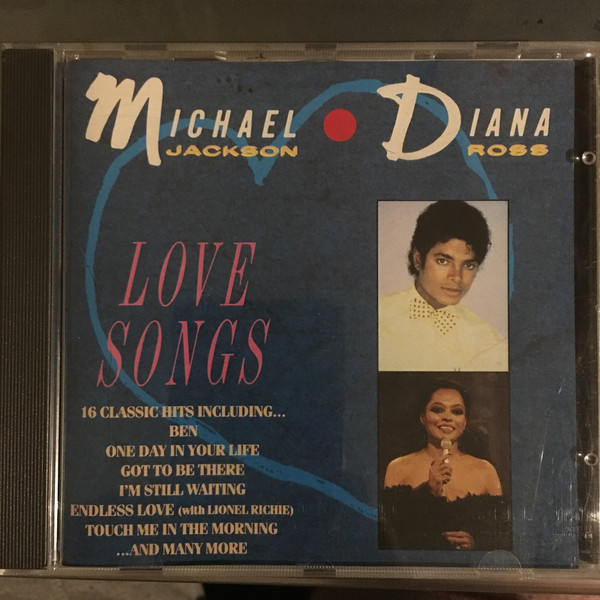 MICHAEL
JACKSON
DIANA
ROSS
LOVE
SONGS
16 CLASSIC HITS INCLUDING...
BEN
ONE DAY IN YOUR LIFE
GOT TO BE THERE
I'M STILL WAITING
ENDLESS LOVE (with LIONEL RICHIE)
TOUCH ME IN THE MORNING
...AND MANY MORE